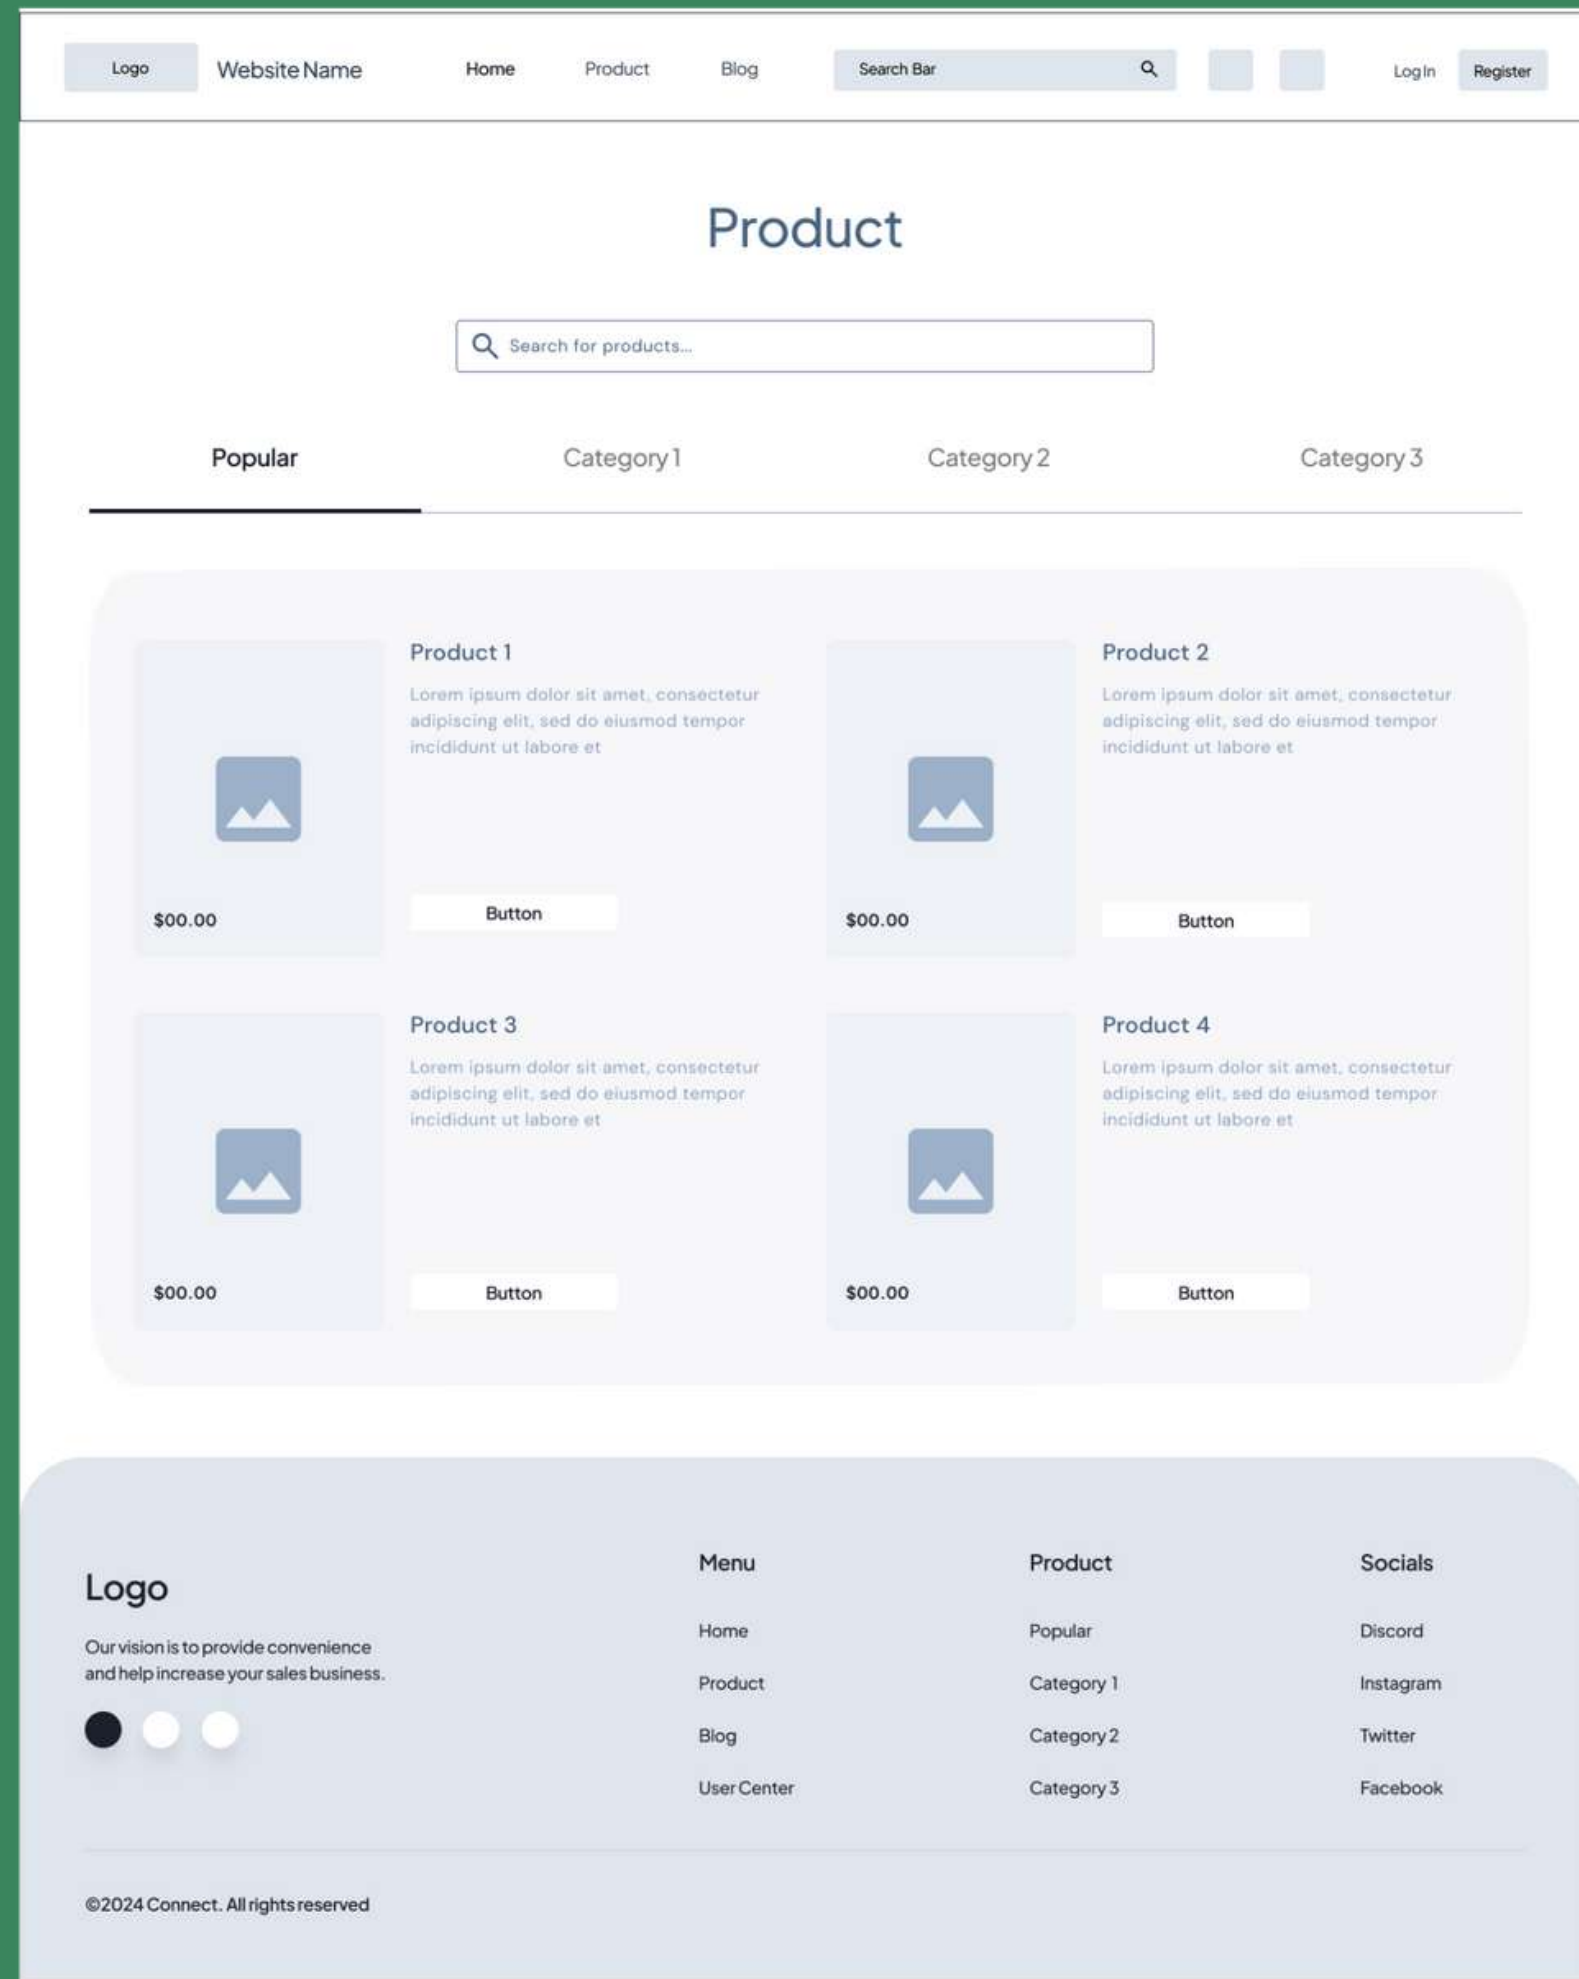 Logo
Website Name
Home
Product
Blog
Search Bar
Log In
Register
Product
Search for products...
Popular
Category 1
Category 2
Category 3
Product 1
Lorem ipsum dolor sit amet, consectetur
adipiscing elit, sed do eiusmod tempor
incididunt ut labore et
$00.00
Button
Product 2
Lorem ipsum dolor sit amet, consectetur
adipiscing elit, sed do eiusmod tempor
incididunt ut labore et
$00.00
Button
Product 3
Lorem ipsum dolor sit amet, consectetur
adipiscing elit, sed do eiusmod tempor
incididunt ut labore et
$00.00
Button
Product 4
Lorem ipsum dolor sit amet, consectetur
adipiscing elit, sed do eiusmod tempor
incididunt ut labore et
$00.00
Button
Logo
Our vision is to provide convenience
and help increase your sales business.
Menu
Home
Product
Blog
User Center
Product
Popular
Category 1
Category 2
Category 3
Socials
Discord
Instagram
Twitter
Facebook
©2024 Connect. All rights reserved